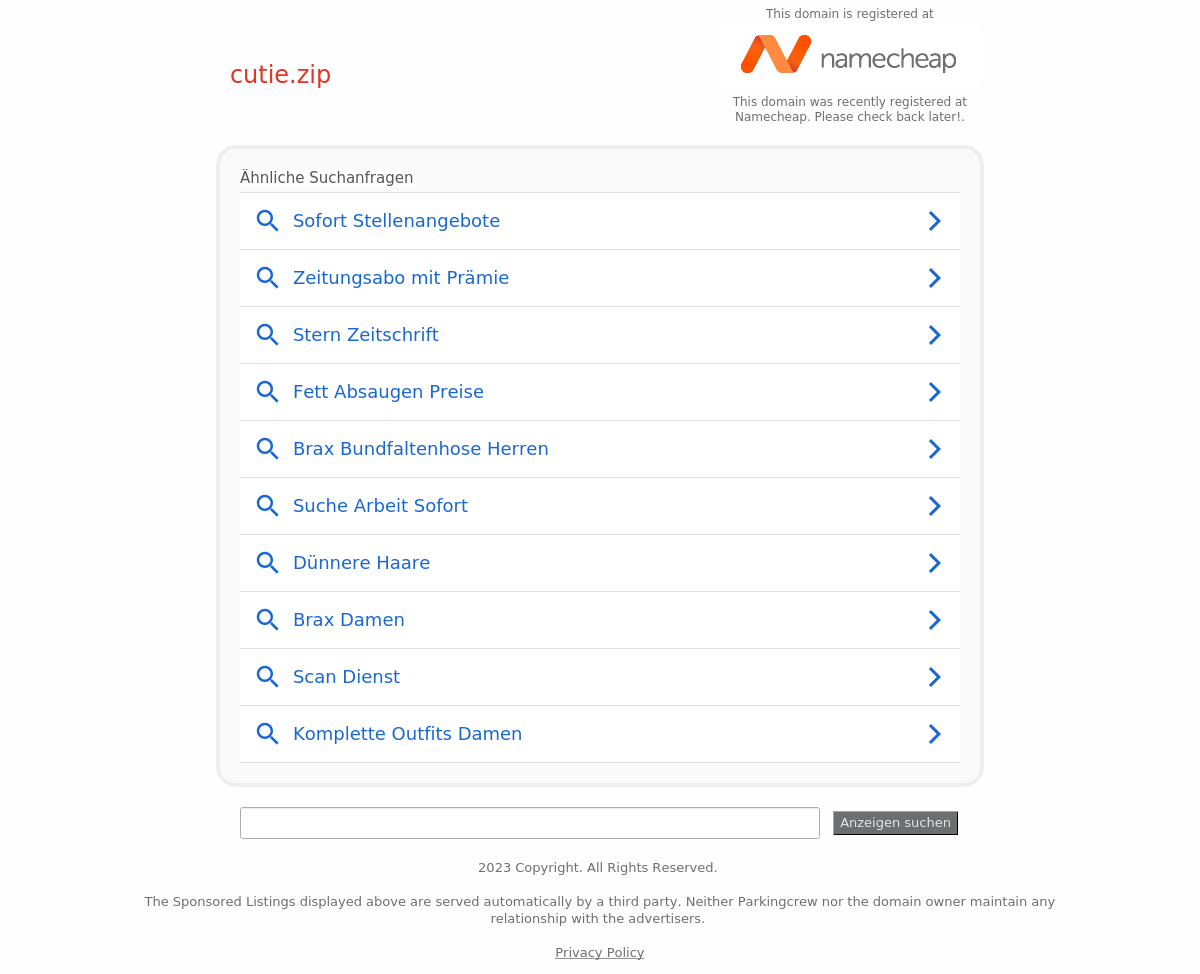 This domain is registered at
namecheap
cutie.zip
This domain was recently registered at
Namecheap. Please check back later!.
Ähnliche Suchanfragen
Sofort Stellenangebote
Zeitungsabo mit Prämie
Stern Zeitschrift
Fett Absaugen Preise
Brax Bundfaltenhose Herren
Suche Arbeit Sofort
Dünnere Haare
Brax Damen
Scan Dienst
Komplette Outfits Damen
Anzeigen suchen
2023 Copyright. All Rights Reserved.
The Sponsored Listings displayed above are served automatically by a third party. Neither Parkingcrew nor the domain owner maintain any
relationship with the advertisers.
Privacy Policy